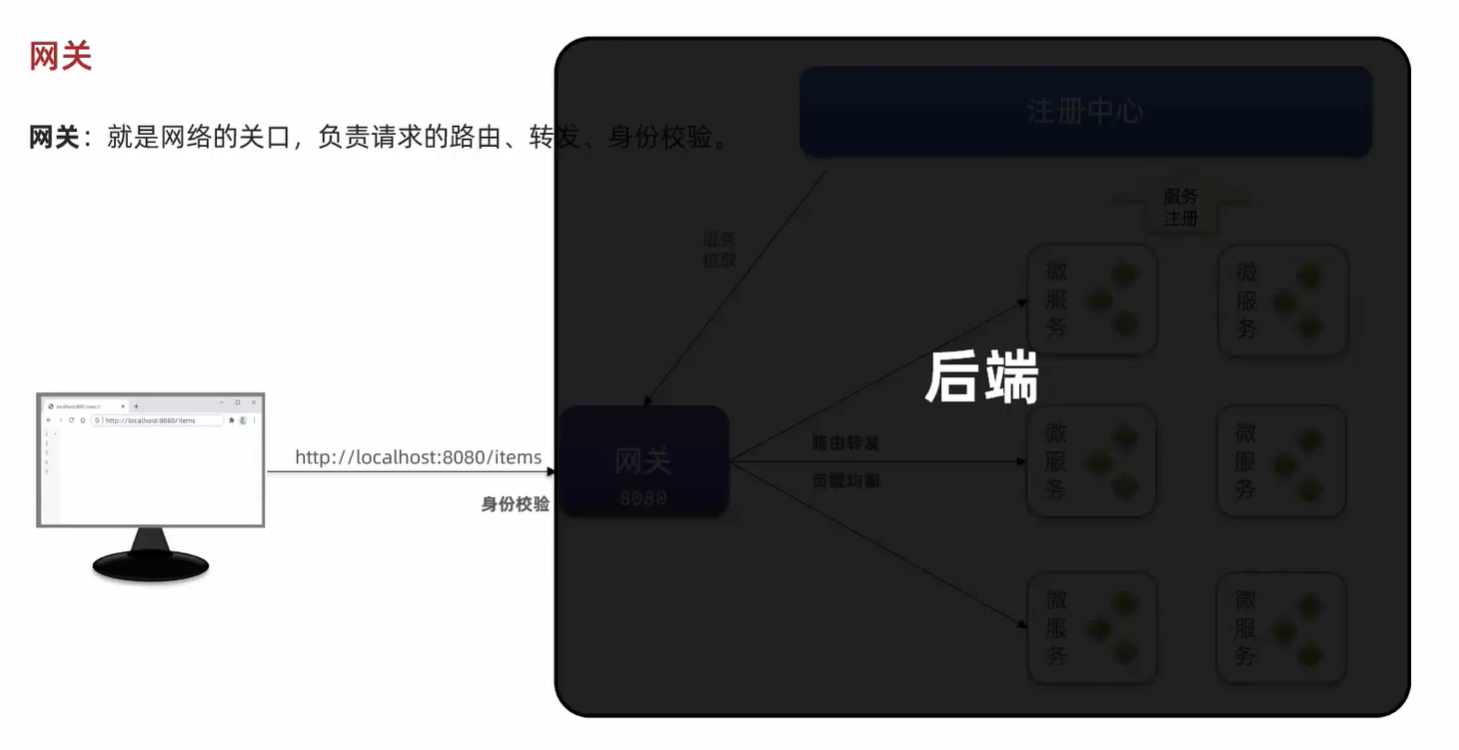 网关
网关：就是网络的关口，负责请求的路由、转发、身份校验。
注册中心
服务
注册
服务
拉取
微
服
务
微
服
务
后端
localhost:8081/user/1
http://localhost:8080/items
http://localhost:8080/items
身份校验
网关
8080
路由转发
负载均衡
微
服
务
微
服
务
微
服
务
微
服
务